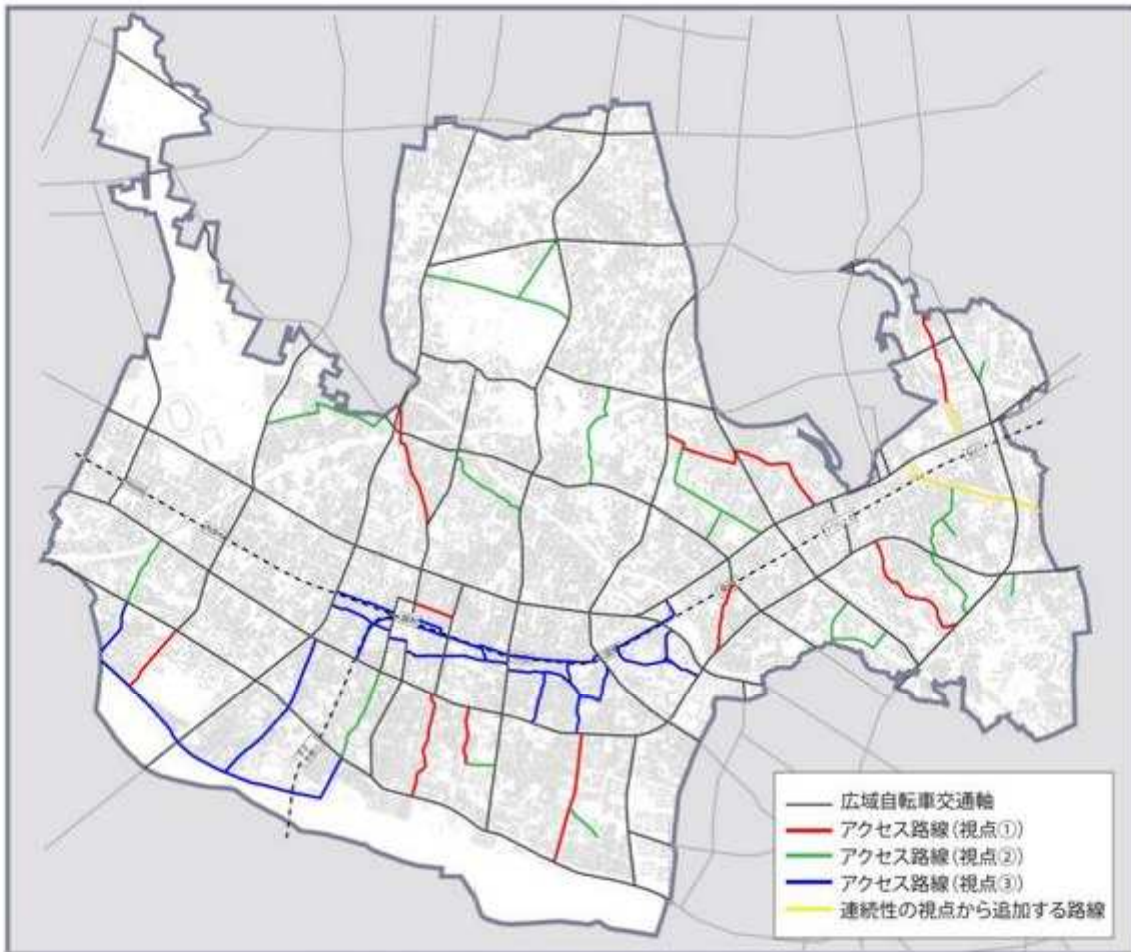 広域自転車交通軸
アクセス路線(視点①)
アクセス路線(視点②)
アクセス路線(視点③)
連続性の視点から追加する路線